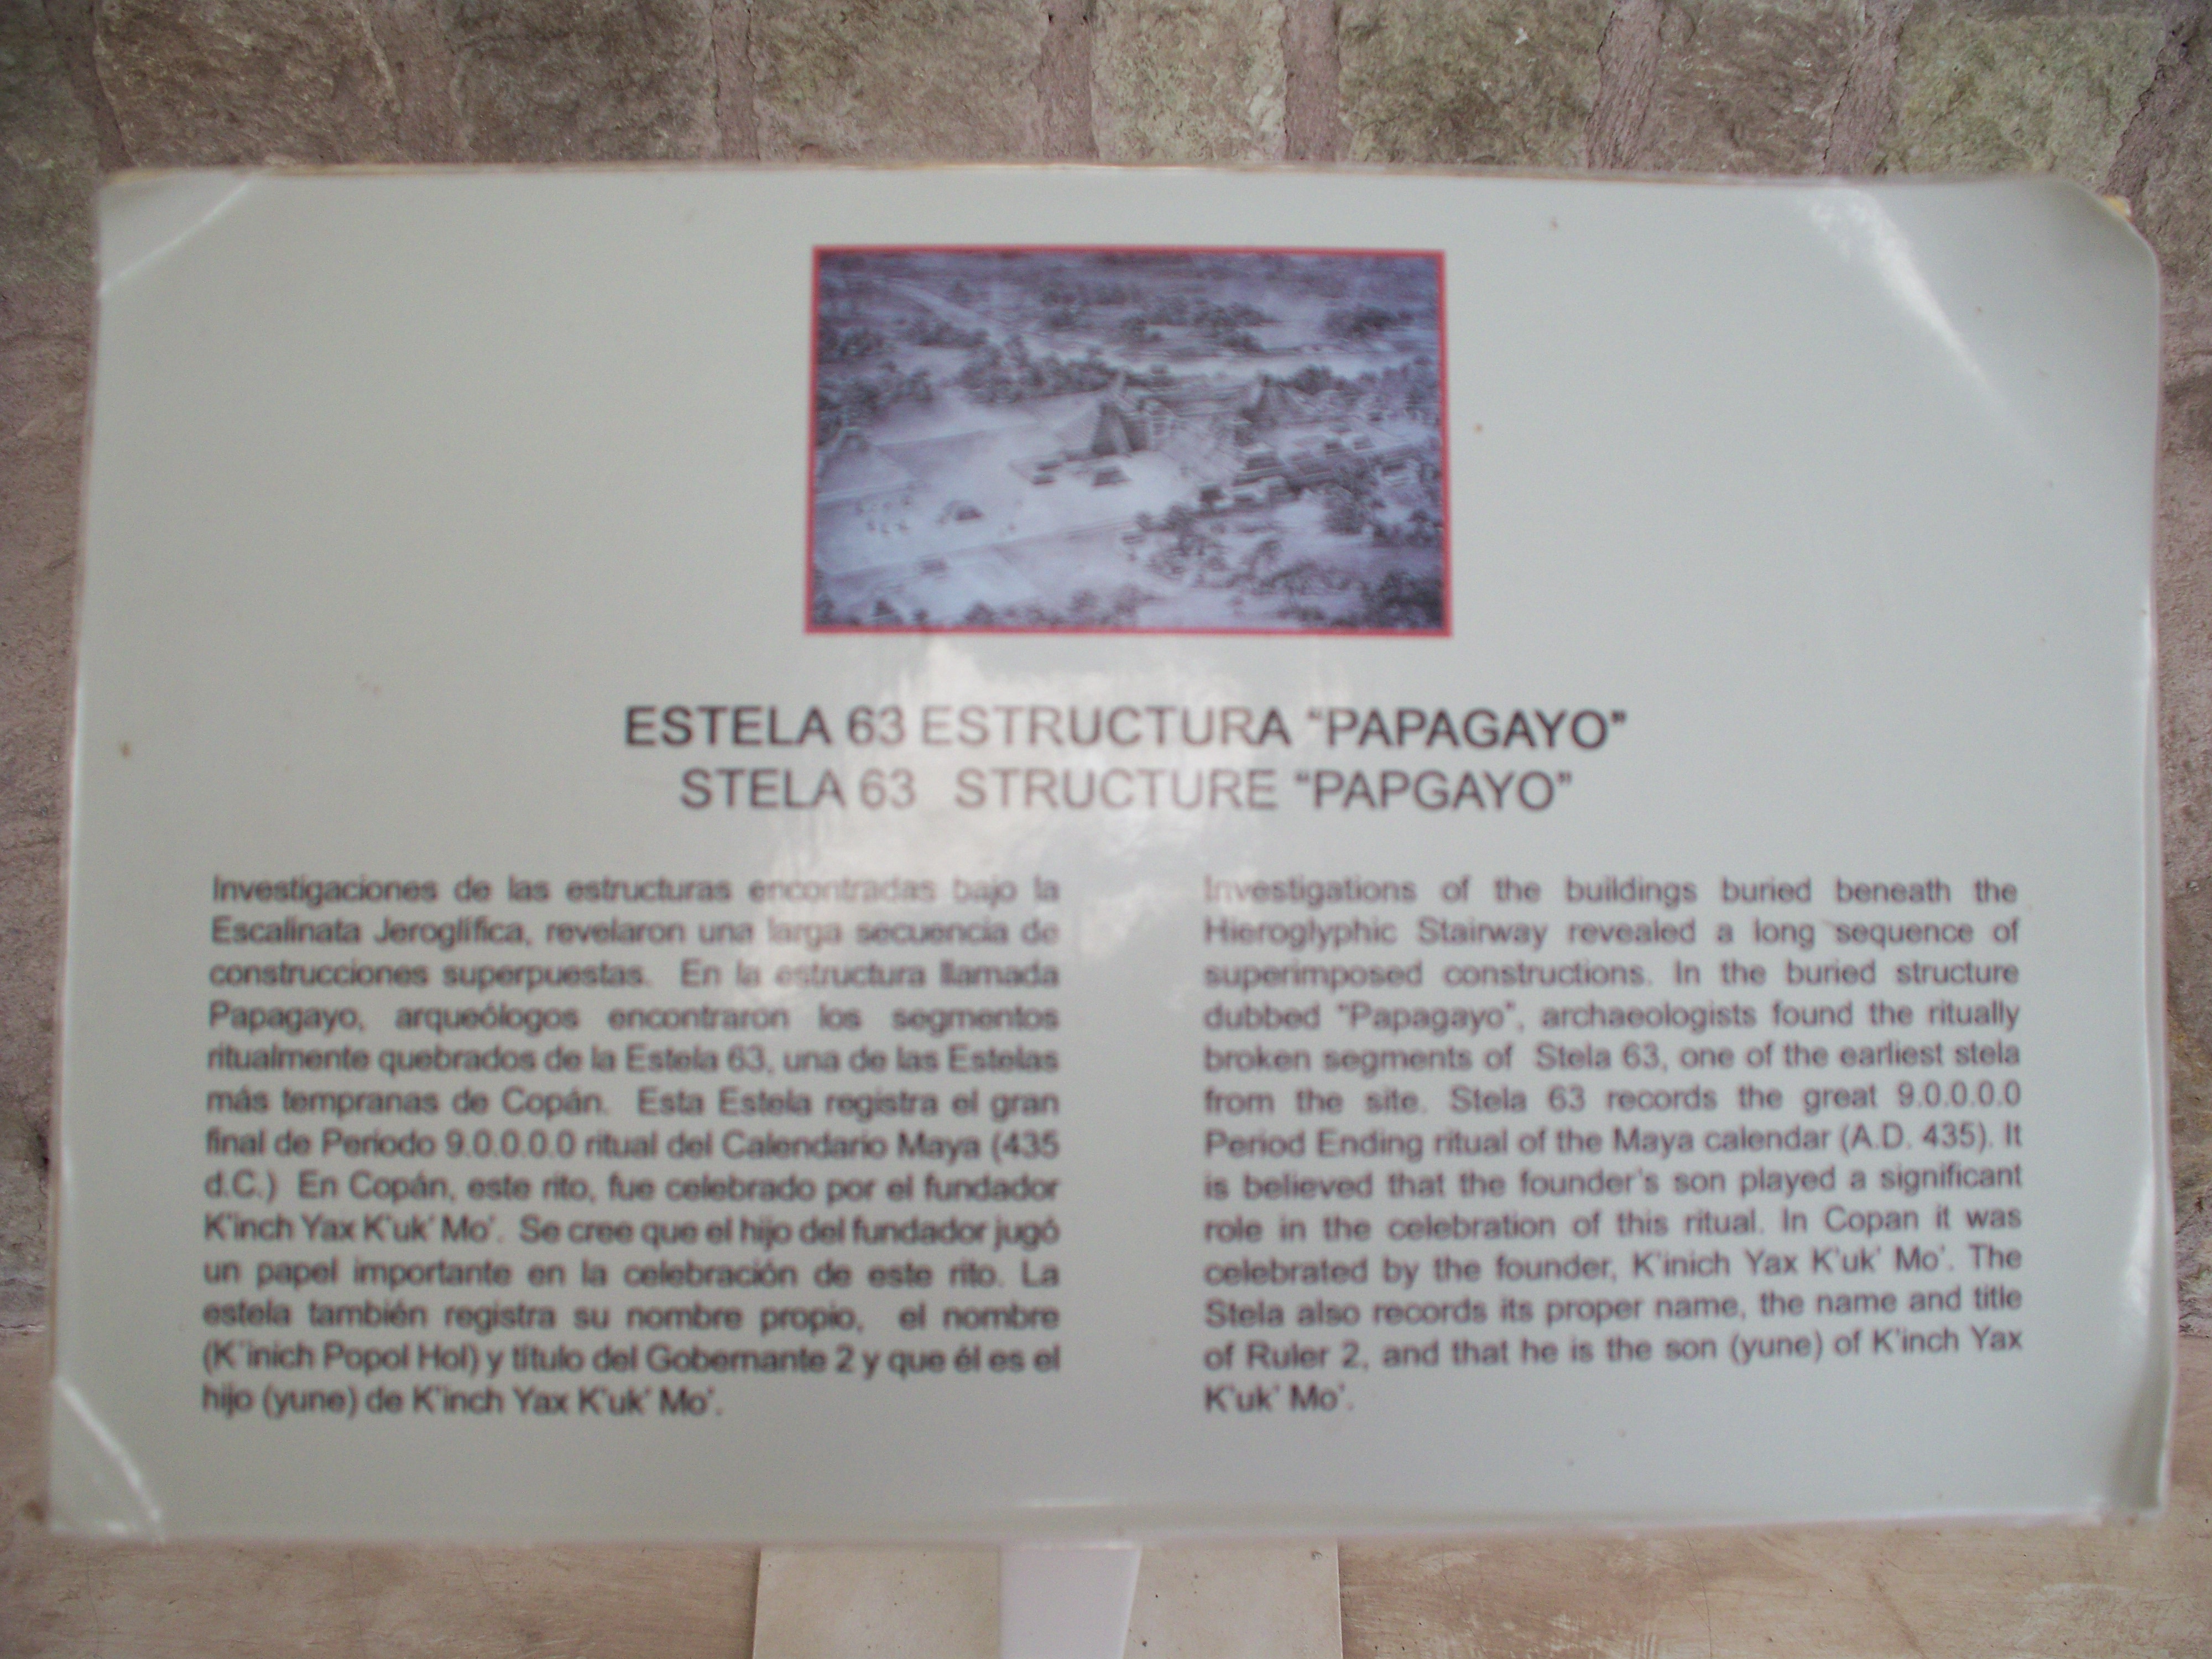 ESTELA 63 ESTRUCTURA “PAPAGAYO”
STELA 63 STRUCTURE “PAPGAYO”
Investigaciones de las estructuras encontradas bajo la
Escalinata Jeroglífica, revelaron una larga secuencia de
construcciones superpuestas. En la estructura llamada
Papagayo, arqueólogos encontraron los segmentos
ritualmente quebrados de la Estela 63, una de las Estelas
más tempranas de Copán. Esta Estela registra el gran
final de Periodo 9.0.0.0.0 ritual del Calendario Maya (435
d.C.) En Copán, este rito, fue celebrado por el fundador
K'inch Yax K'uk' Mo'. Se cree que el hijo del fundador jugó
un papel importante en la celebración de este rito. La
estela también registra su nombre propio, el nombre
(K'inich Popol Hol) y título del Gobernante 2 y que él es el
hijo (yune) de K'inch Yax K'uk' Mo'.
Investigations of the buildings buried beneath the
Hieroglyphic Stairway revealed a long sequence of
superimposed constructions. In the buried structure
dubbed “Papagayo”, archaeologists found the ritually
broken segments of Stela 63, one of the earliest stela
from the site. Stela 63 records the great 9.0.0.0.0
Period Ending ritual of the Maya calendar (A.D. 435). It
is believed that the founder's son played a significant
role in the celebration of this ritual. In Copan it was
celebrated by the founder, K'inich Yax K'uk' Mo'. The
Stela also records its proper name, the name and title
of Ruler 2, and that he is the son (yune) of K'inch Yax
K'uk' Mo'.